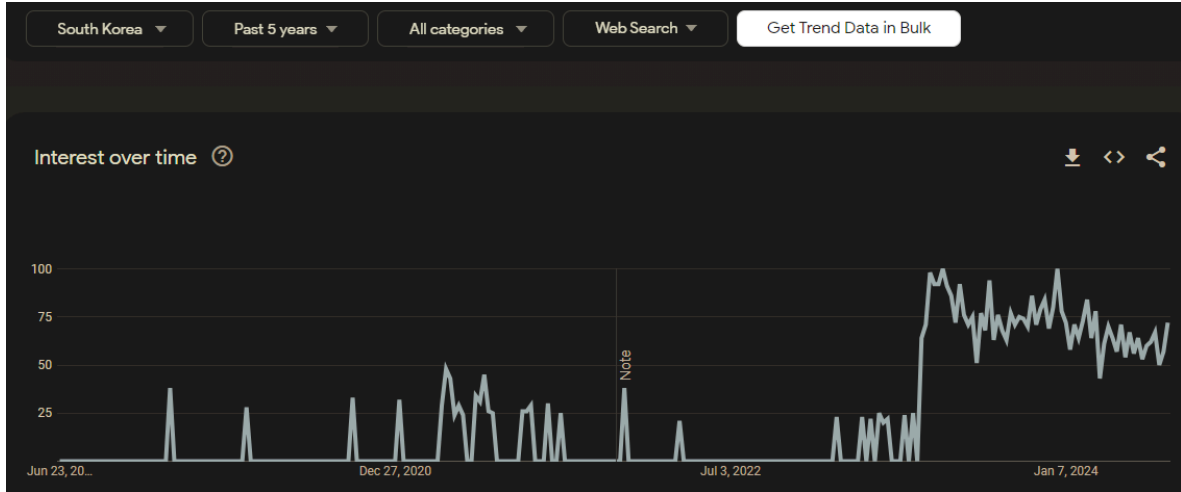 South Korea Past 5 years All categories Web Search Get Trend Data in Bulk
Interest over time ?
100
75
50
25
Note
Jun 23, 20... Dec 27, 2020 Jul 3, 2022 Jan 7, 2024